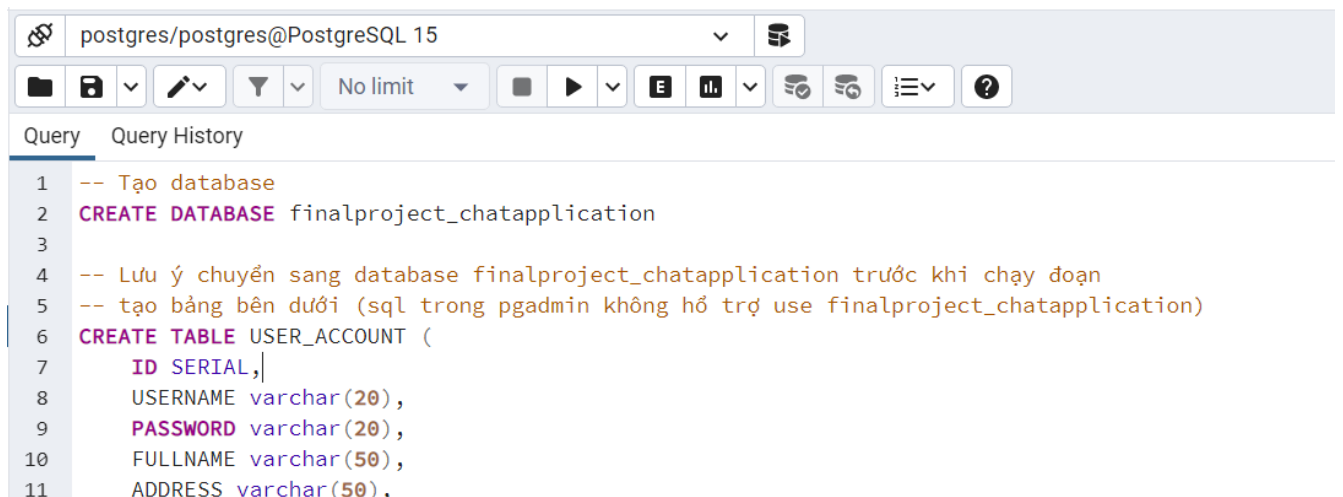 postgres/postgres@PostgreSQL 15
No limit
E
Query Query History
1 -- Tạo database
2 CREATE DATABASE finalproject_chatapplication
3
4 -- Lưu ý chuyển sang database finalproject_chatapplication trước khi chạy đoạn
5 -- tạo bảng bên dưới (sql trong pgadmin không hổ trợ use finalproject_chatapplication)
6 CREATE TABLE USER_ACCOUNT (
7 ID SERIAL,
8 USERNAME varchar(20),
9 PASSWORD varchar(20),
10 FULLNAME varchar(50),
11 ADDRESS varchar(50),